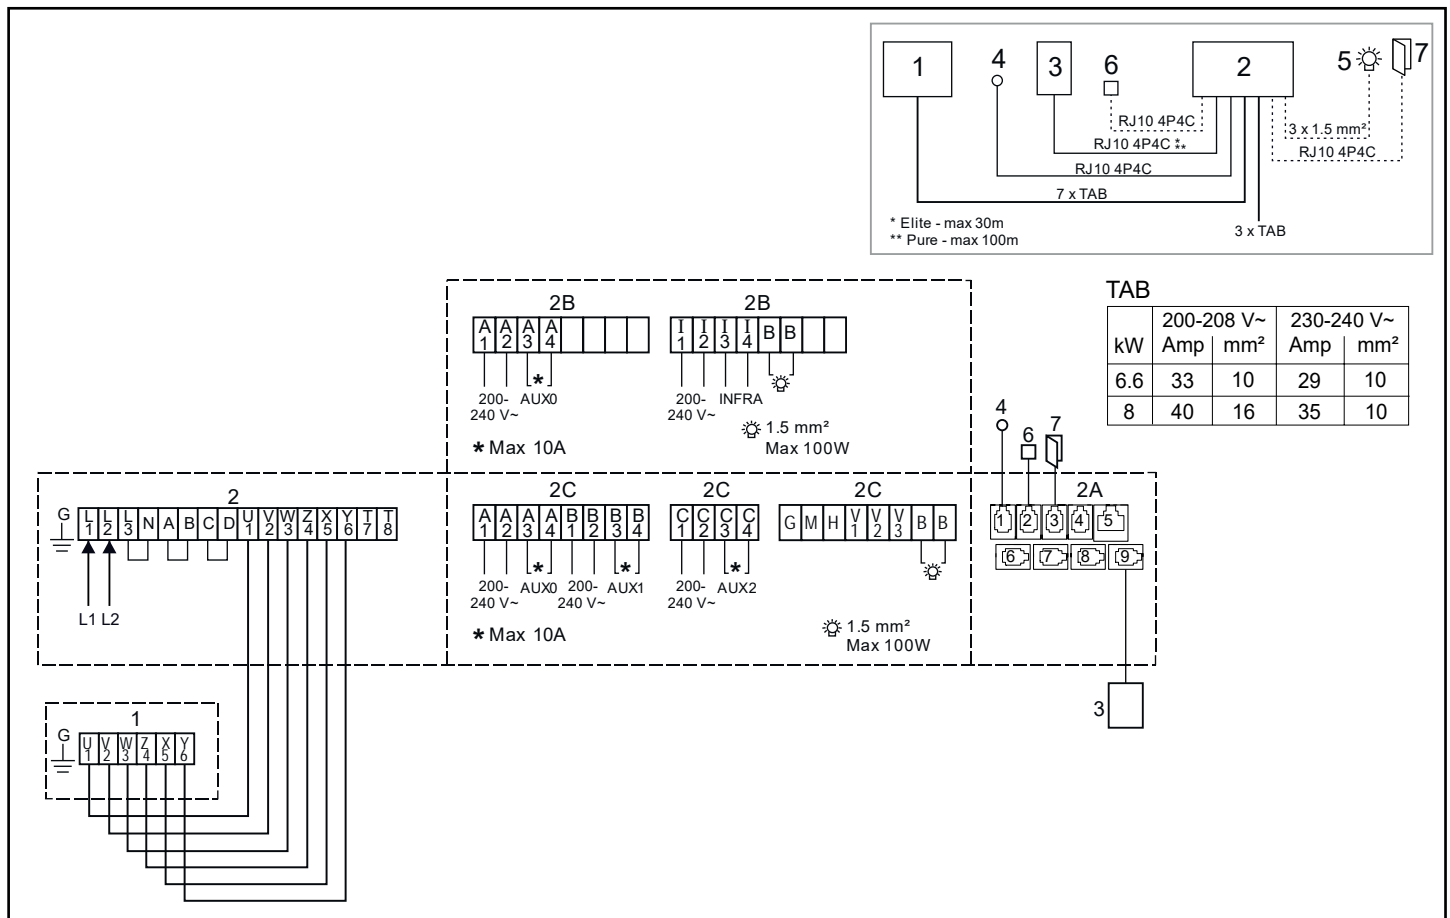 1
4
3
6
2
5
7
RJ10 4P4C
3 x 1.5 mm²
RJ10 4P4C * **
RJ10 4P4C
RJ10 4P4C
7 x TAB
* Elite - max 30m
** Pure - max 100m
3 x TAB
TAB
kW 200-208 V~ 230-240 V~
Amp mm² Amp mm²
6.6 33 10 29 10
8 40 16 35 10
2B
A1 A2 A3 A4
200-240 V~
* AUX0
* Max 10A
2B
I1 I2 I3 I4 B B
200-240 V~
INFRA
1.5 mm²
Max 100W
2
G
L1 L2 L3 N A B C D U1 V2 W3 Z4 X5 Y6 T7 T8
L1 L2
2C
A1 A2 A3 A4 B1 B2 B3 B4
200-240 V~
* AUX0
200-240 V~
* AUX1
* Max 10A
2C
C1 C2 C3 C4
200-240 V~
* AUX2
2C
G M H V1 V2 V3 B B
1.5 mm²
Max 100W
4
6
7
2A
1 2 3 4 5
6 7 8 9
3
1
G
U1 V2 W3 Z4 X5 Y6